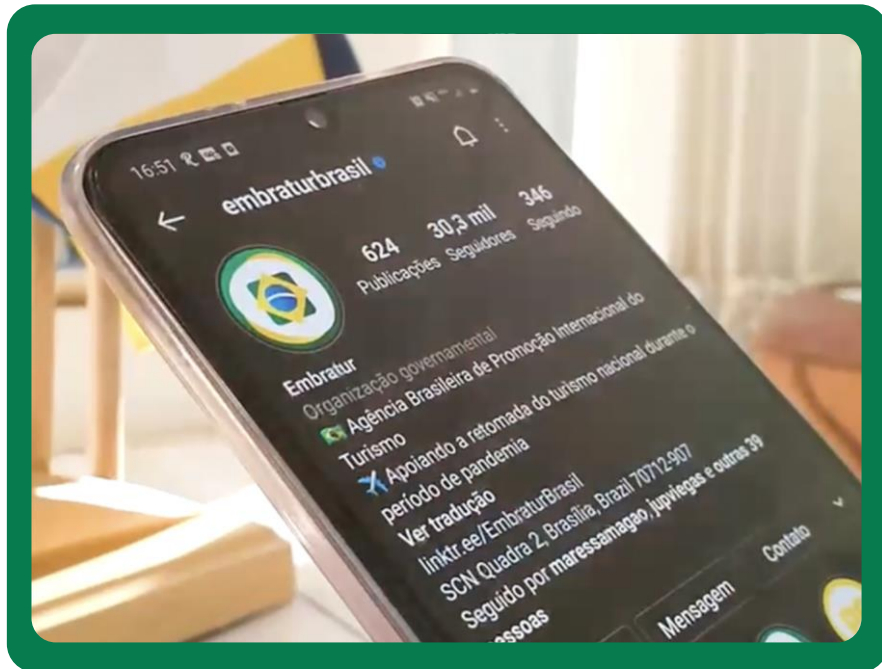 16:51
embraturbrasil
624 30,3 mil 346
Publicações Seguidores Seguindo
Embratur
Organização governamental
🇧🇷 Agência Brasileira de Promoção Internacional do
Turismo
✈️ Apoiando a retomada do turismo nacional durante o
período de pandemia
Ver tradução
linktr.ee/EmbraturBrasil
SCN Quadra 2, Brasília, Brazil 70712-907
Seguido por maressamagao, jupviegas e outras 39
Mensagem Contato